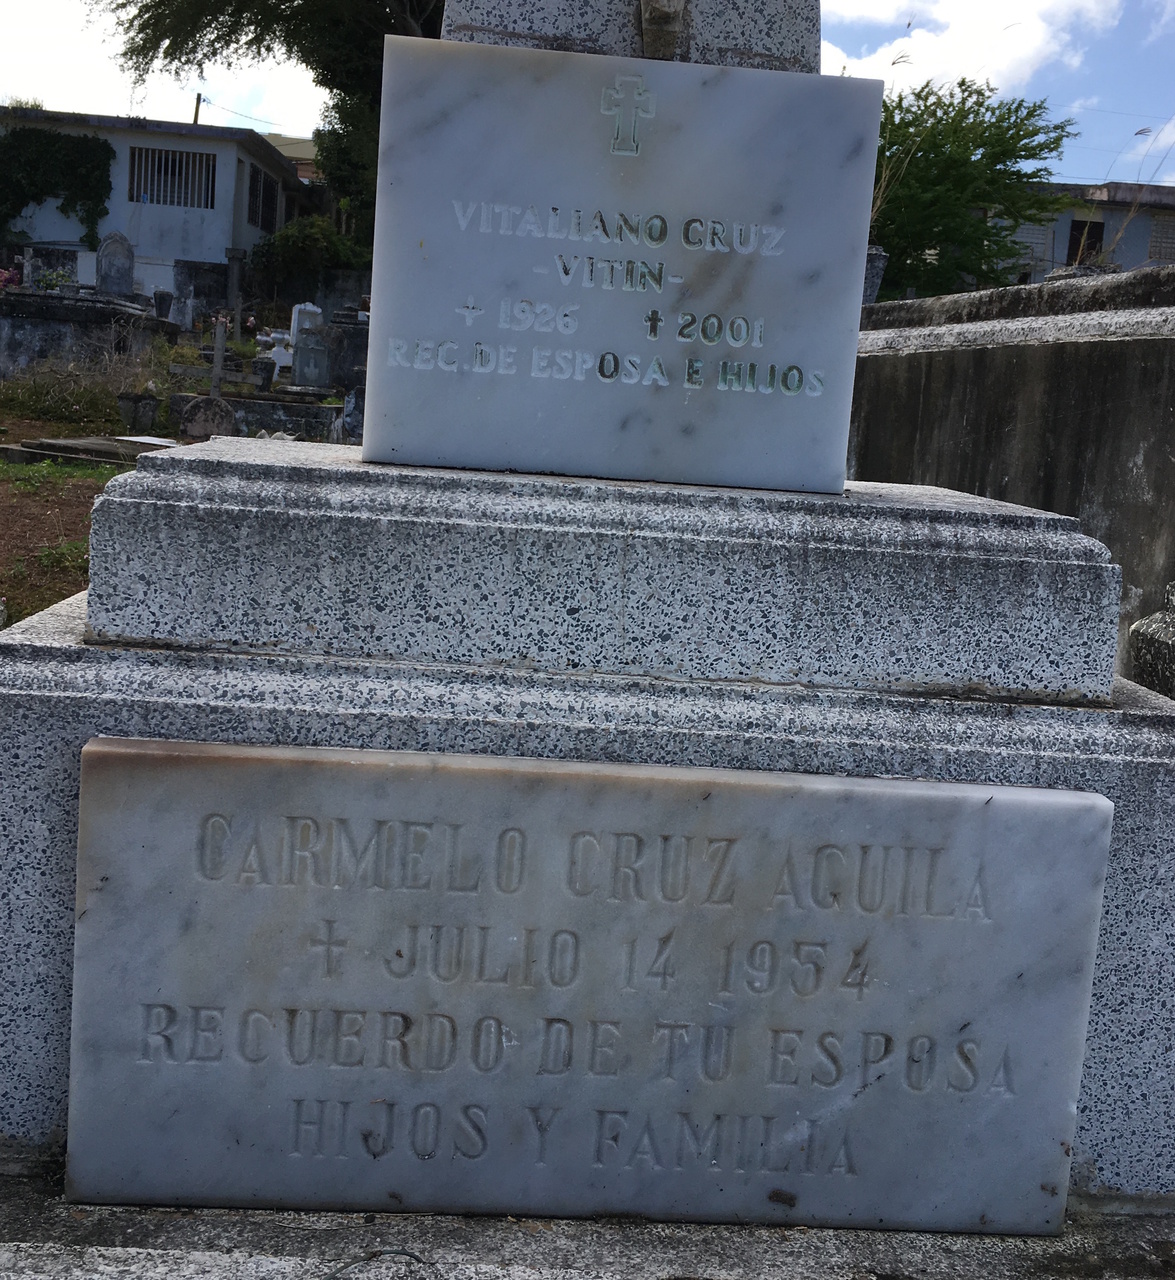 VITALIANO CRUZ
-VITIN-
✝ 1926 ✝ 2001
REC. DE ESPOSA E HIJOS
CARMELO CRUZ AGUILA
✝ JULIO 14 1954
RECUERDO DE TU ESPOSA
HIJOS Y FAMILIA